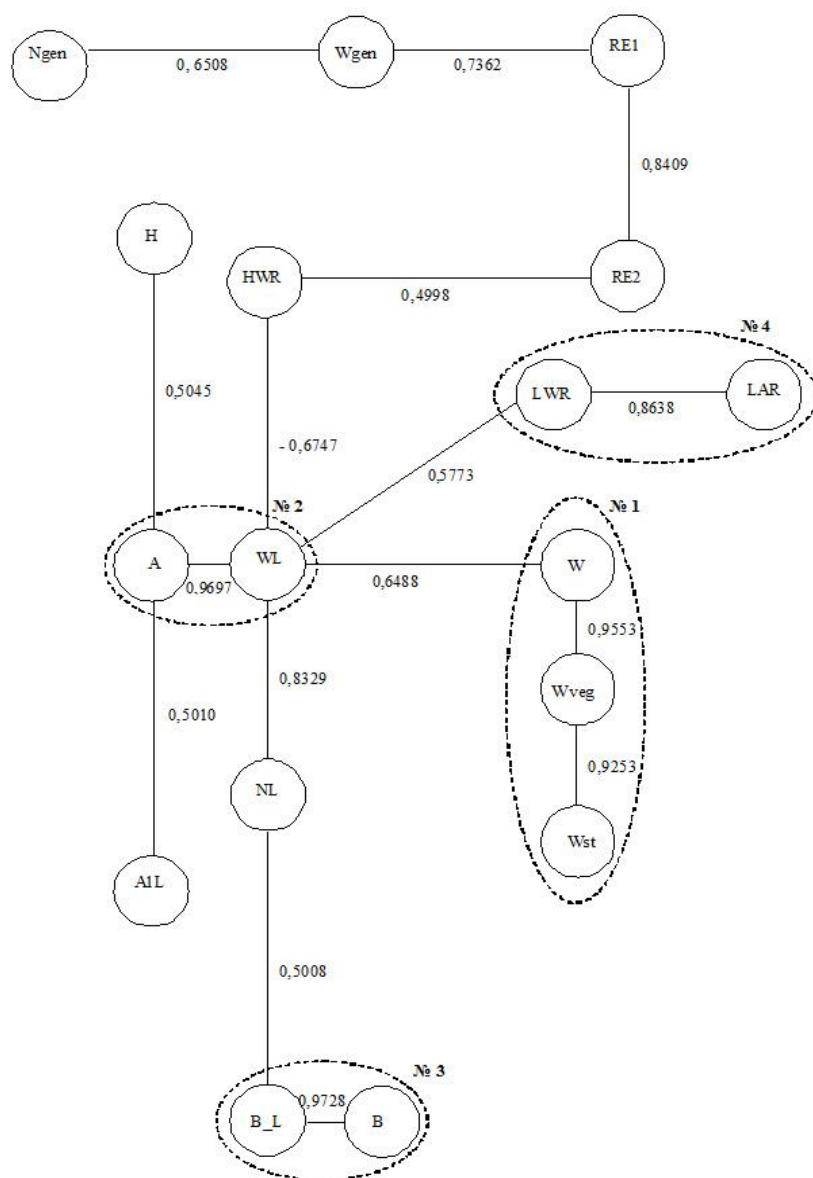 Ngen
Wgen
RE1
0, 6508
0,7362
0,8409
H
HWR
RE2
0,4998
№ 4
LWR
LAR
0,8638
0,5045
- 0,6747
0,5773
№ 2
№ 1
A
WL
W
0,9697
0,6488
0,9553
0,8329
Wveg
0,5010
0,9253
NL
Wst
A1L
0,5008
№ 3
0,9728
B_L
B